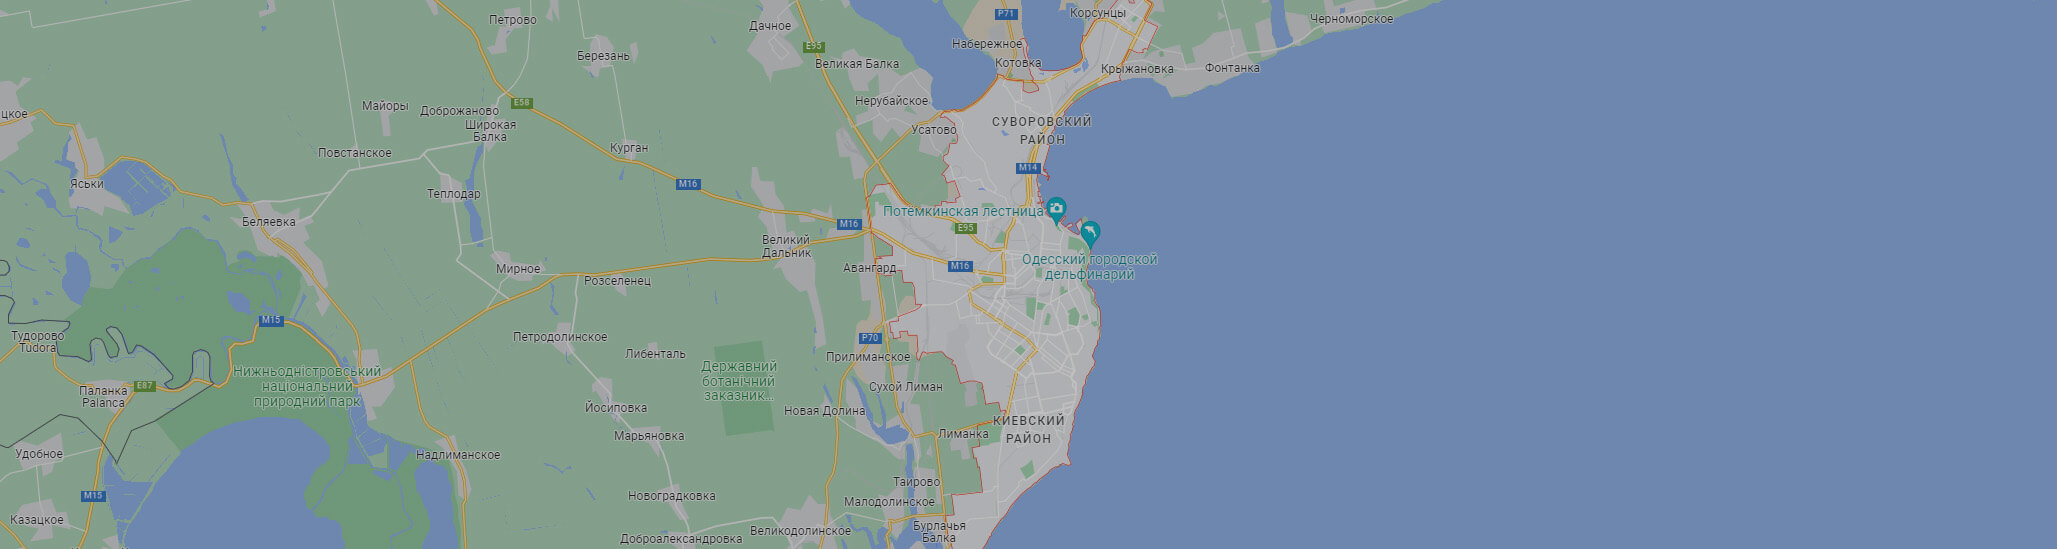 Петрово
Дачное
P71
Корсунцы
Черноморское
Набережное
E95
Березань
Великая Балка
Котовка
Крыжановка
Фонтанка
Майоры
Доброжаново
E58
Нерубайское
цкое
Широкая
Балка
Усатово
СУВОРОВСКИЙ
РАЙОН
Повстанское
Курган
M14
Яськи
Теплодар
M16
Потёмкинская лестница
Беляевка
M16
E95
Великий
Дальник
Одесский городской
дельфинарий
Мирное
Розселенец
Авангард
M16
M15
Тудорово
Tudora
Петродолинское
P70
Либенталь
Прилиманское
Нижньодністровський
національний
природний парк
Державний
ботанічний
заказник...
E87
Паланка
Palanca
Сухой Лиман
Йосиповка
Новая Долина
КИЕВСКИЙ
РАЙОН
Марьяновка
Лиманка
Удобное
Надлиманское
M15
Новоградковка
Таирово
Малодолинское
Казацкое
Доброалександровка
Великодолинское
Бурлачья
Балка